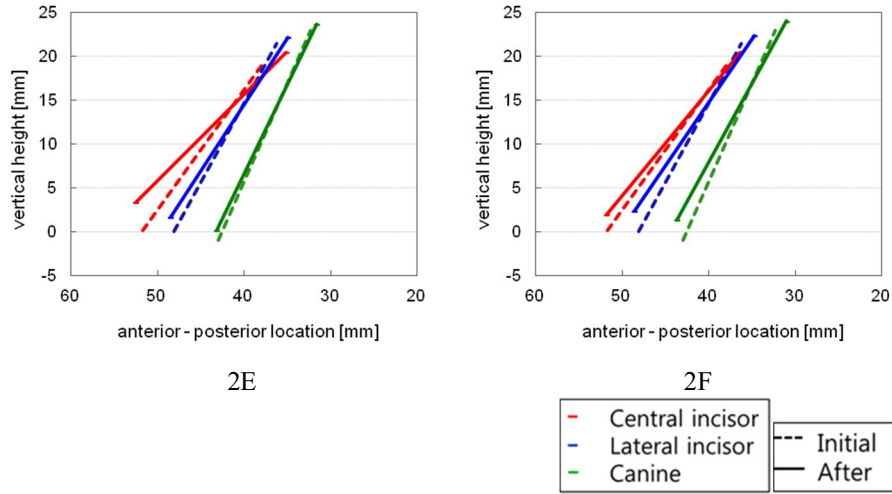 25
20
15
10
5
0
-5
vertical height [mm]
60 50 40 30 20
anterior - posterior location [mm]
2E
25
20
15
10
5
0
-5
vertical height [mm]
60 50 40 30 20
anterior - posterior location [mm]
2F
Central incisor
Lateral incisor
Canine
Initial
After